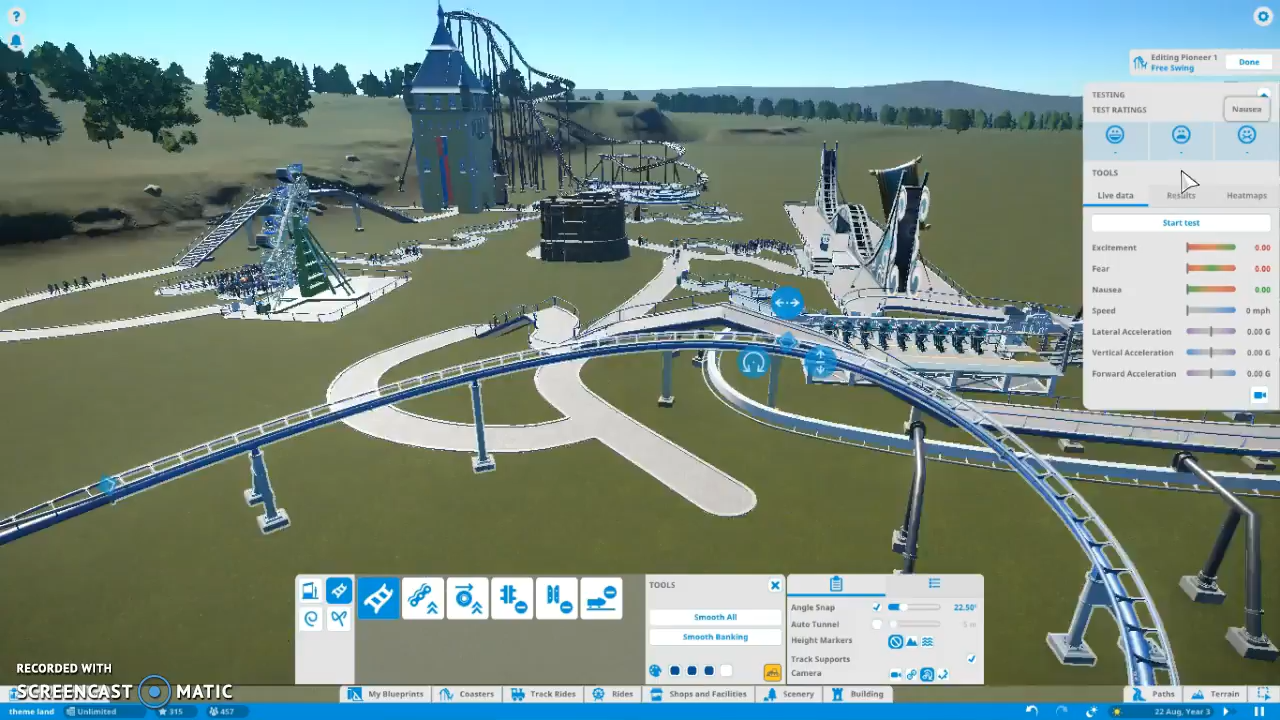 ?
Editing Pioneer 1
Free Swing
Done
TESTING
TEST RATINGS
Nausea
- - -
TOOLS
Live data Results Heatmaps
Start test
Excitement 0.00
Fear 0.00
Nausea 0.00
Speed 0 mph
Lateral Acceleration 0.00 G
Vertical Acceleration 0.00 G
Forward Acceleration 0.00 G
TOOLS
Smooth All
Smooth Banking
Angle Snap 22.50°
Auto Tunnel 5 m
Height Markers
Track Supports
Camera
RECORDED WITH
SCREENCAST MATIC
My Blueprints Coasters Track Rides Rides Shops and Facilities Scenery Building Paths Terrain
theme land Unlimited 315 457 22 Aug, Year 3